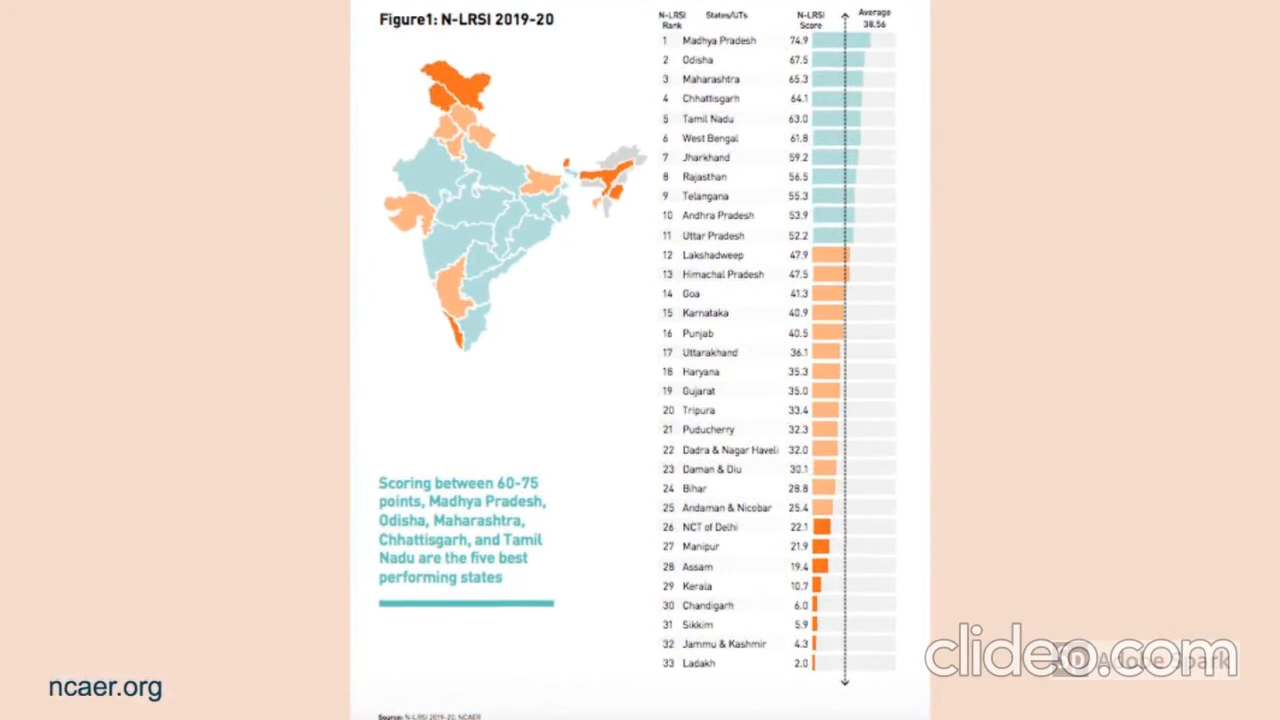 Figure1: N-LRSI 2019-20
N-LRSI Rank States/UTs N-LRSI Score Average 38.56
1 Madhya Pradesh 74.9
2 Odisha 67.5
3 Maharashtra 65.3
4 Chhattisgarh 64.1
5 Tamil Nadu 63.0
6 West Bengal 61.8
7 Jharkhand 59.2
8 Rajasthan 56.5
9 Telangana 55.3
10 Andhra Pradesh 53.9
11 Uttar Pradesh 52.2
12 Lakshadweep 47.9
13 Himachal Pradesh 47.5
14 Goa 41.3
15 Karnataka 40.9
16 Punjab 40.5
17 Uttarakhand 36.1
18 Haryana 35.3
19 Gujarat 35.0
20 Tripura 33.4
21 Puducherry 32.3
22 Dadra & Nagar Haveli 32.0
23 Daman & Diu 30.1
24 Bihar 28.8
25 Andaman & Nicobar 25.4
26 NCT of Delhi 22.1
27 Manipur 21.9
28 Assam 19.4
29 Kerala 10.7
30 Chandigarh 6.0
31 Sikkim 5.9
32 Jammu & Kashmir 4.3
33 Ladakh 2.0
Scoring between 60-75
points, Madhya Pradesh,
Odisha, Maharashtra,
Chhattisgarh, and Tamil
Nadu are the five best
performing states
Source: N-LRSI 2019-20, NCAER
ncaer.org
clideo.com
Adobe Spark